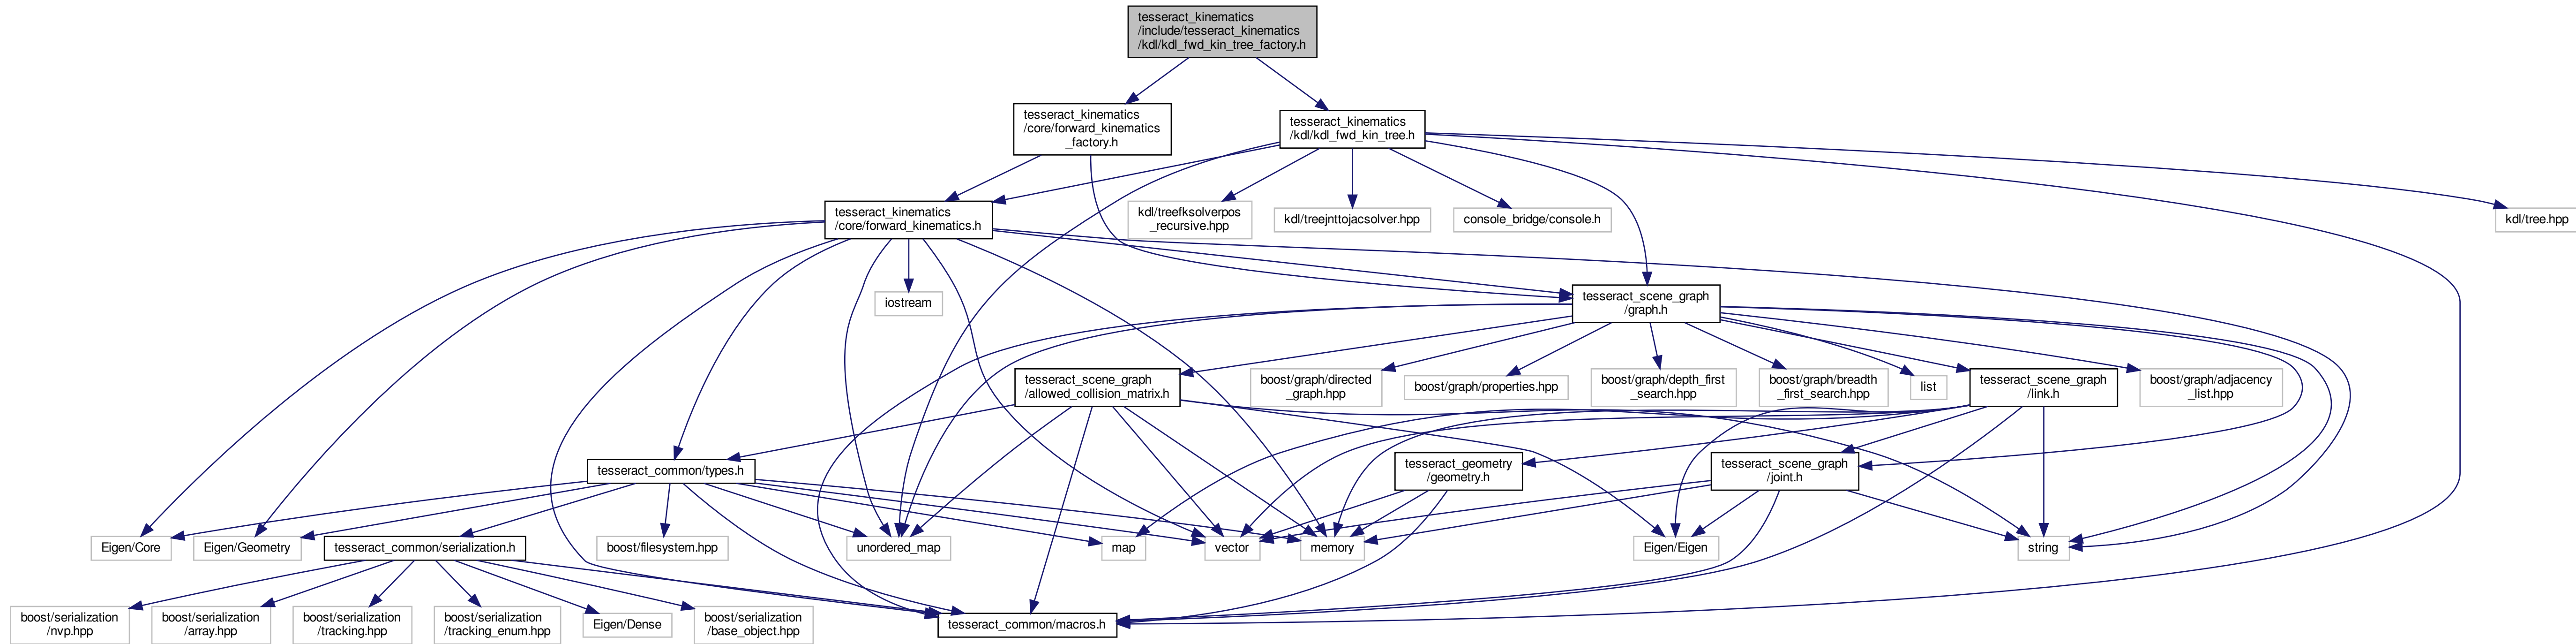 tesseract_kinematics
/include/tesseract_kinematics
/kdl/kdl_fwd_kin_tree_factory.h
tesseract_kinematics
/core/forward_kinematics
_factory.h
tesseract_kinematics
/kdl/kdl_fwd_kin_tree.h
tesseract_kinematics
/core/forward_kinematics.h
kdl/treefksolverpos
_recursive.hpp
kdl/treejnttojacsolver.hpp
console_bridge/console.h
kdl/tree.hpp
iostream
tesseract_scene_graph
/graph.h
tesseract_scene_graph
/allowed_collision_matrix.h
boost/graph/directed
_graph.hpp
boost/graph/properties.hpp
boost/graph/depth_first
_search.hpp
boost/graph/breadth
_first_search.hpp
list
tesseract_scene_graph
/link.h
boost/graph/adjacency
_list.hpp
tesseract_common/types.h
tesseract_geometry
/geometry.h
tesseract_scene_graph
/joint.h
Eigen/Core
Eigen/Geometry
tesseract_common/serialization.h
boost/filesystem.hpp
unordered_map
map
vector
memory
Eigen/Eigen
string
boost/serialization
/nvp.hpp
boost/serialization
/array.hpp
boost/serialization
/tracking.hpp
boost/serialization
/tracking_enum.hpp
Eigen/Dense
boost/serialization
/base_object.hpp
tesseract_common/macros.h